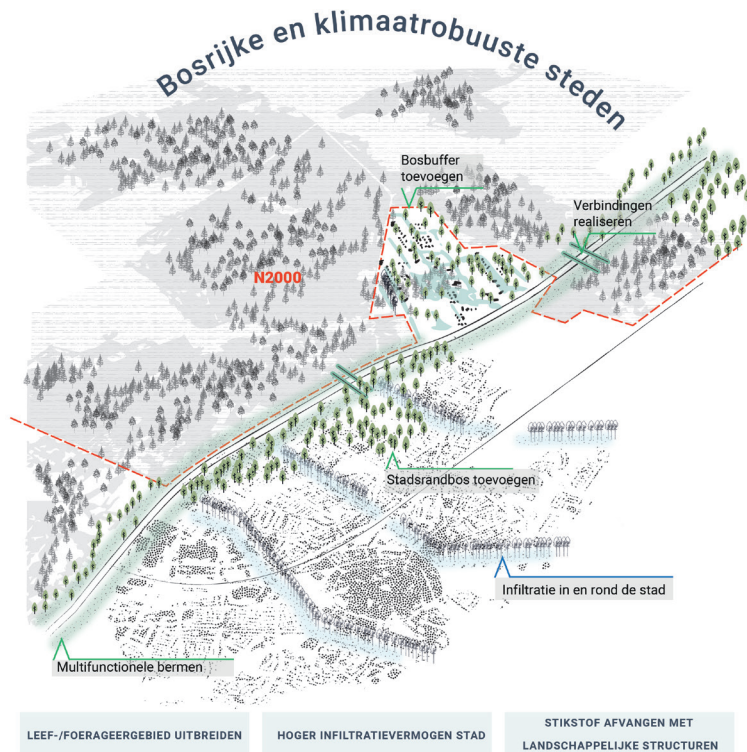 Bosrijke en klimaatrobuuste steden
Bosbuffer
toevoegen
Verbindingen
realiseren
N2000
Stadsrandbos toevoegen
Infiltratie in en rond de stad
Multifunctionele bermen
LEEF-/FOERAGEERGEBIED UITBREIDEN
HOGER INFILTRATIEVERMOGEN STAD
STIKSTOF AFVANGEN MET
LANDSCHAPPELIJKE STRUCTUREN